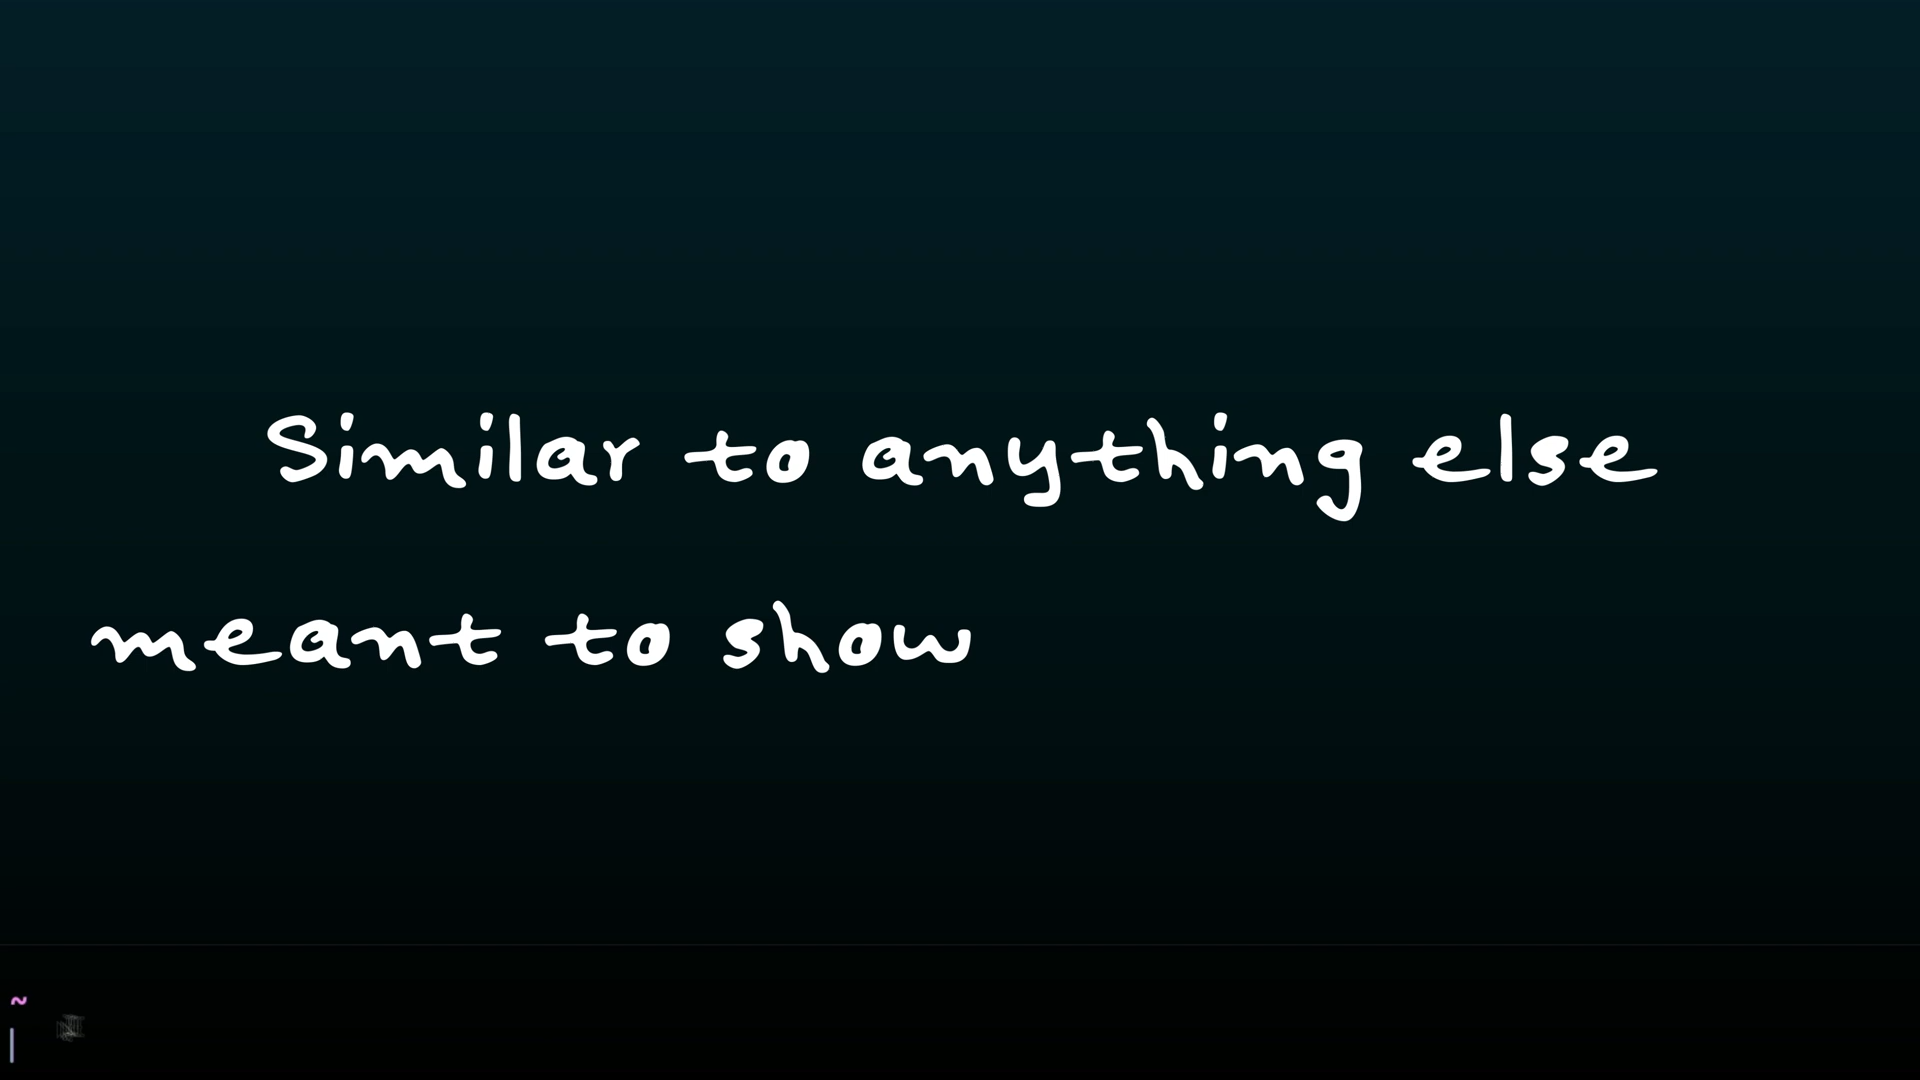 Similar to anything else
meant to show
~